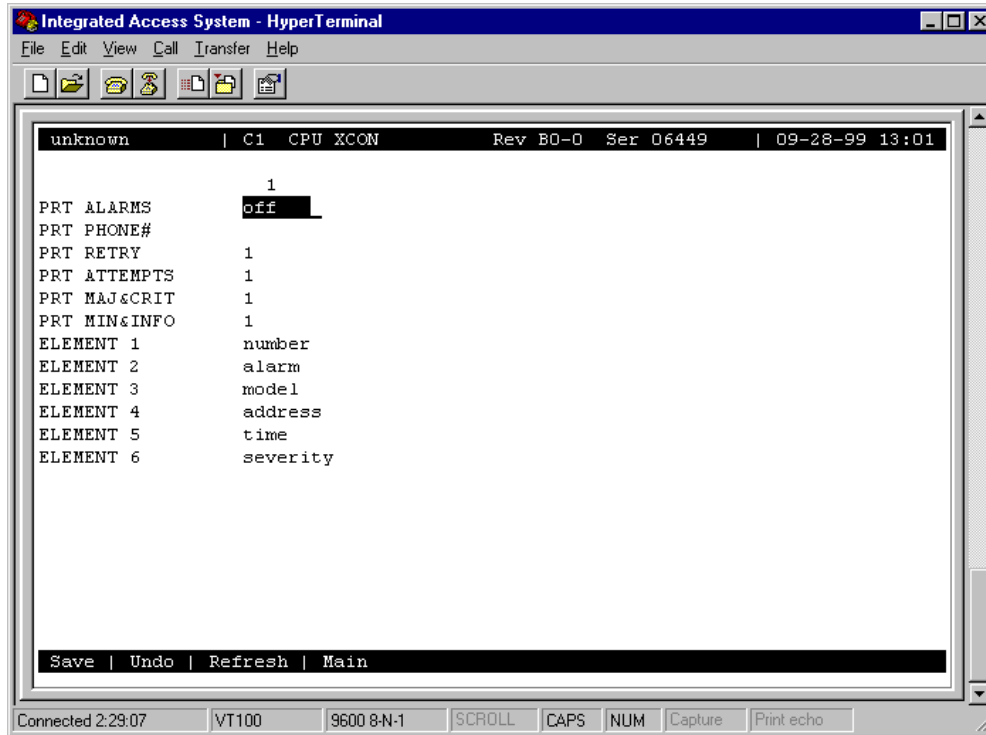 Integrated Access System - HyperTerminal
File Edit View Call Transfer Help
unknown | C1 CPU XCON Rev B0-0 Ser 06449 | 09-28-99 13:01
1
PRT ALARMS off _
PRT PHONE#
PRT RETRY 1
PRT ATTEMPTS 1
PRT MAJ&CRIT 1
PRT MIN&INFO 1
ELEMENT 1 number
ELEMENT 2 alarm
ELEMENT 3 model
ELEMENT 4 address
ELEMENT 5 time
ELEMENT 6 severity
Save | Undo | Refresh | Main
Connected 2:29:07 VT100 9600 8-N-1 SCROLL CAPS NUM Capture Print echo